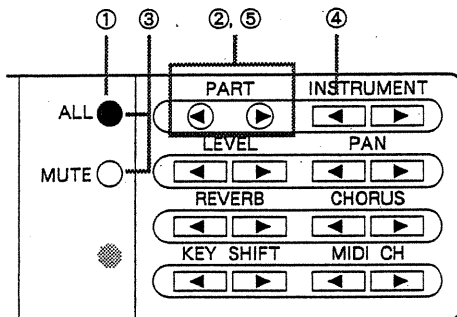 ① ③ ②, ⑤ ④
PART INSTRUMENT
ALL
LEVEL PAN
MUTE
REVERB CHORUS
KEY SHIFT MIDI CH